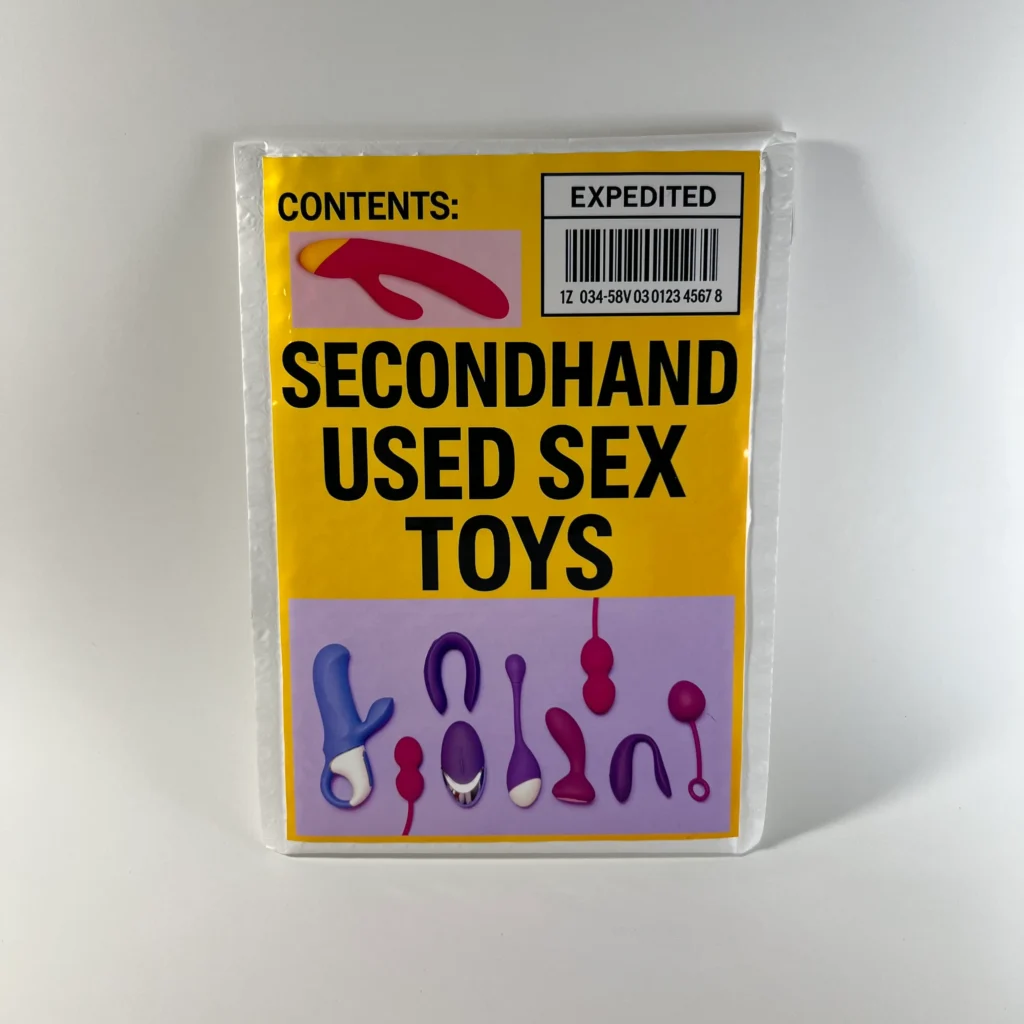 CONTENTS:
EXPEDITED
1Z 034-58V 03 0123 4567 8
SECONDHAND
USED SEX
TOYS